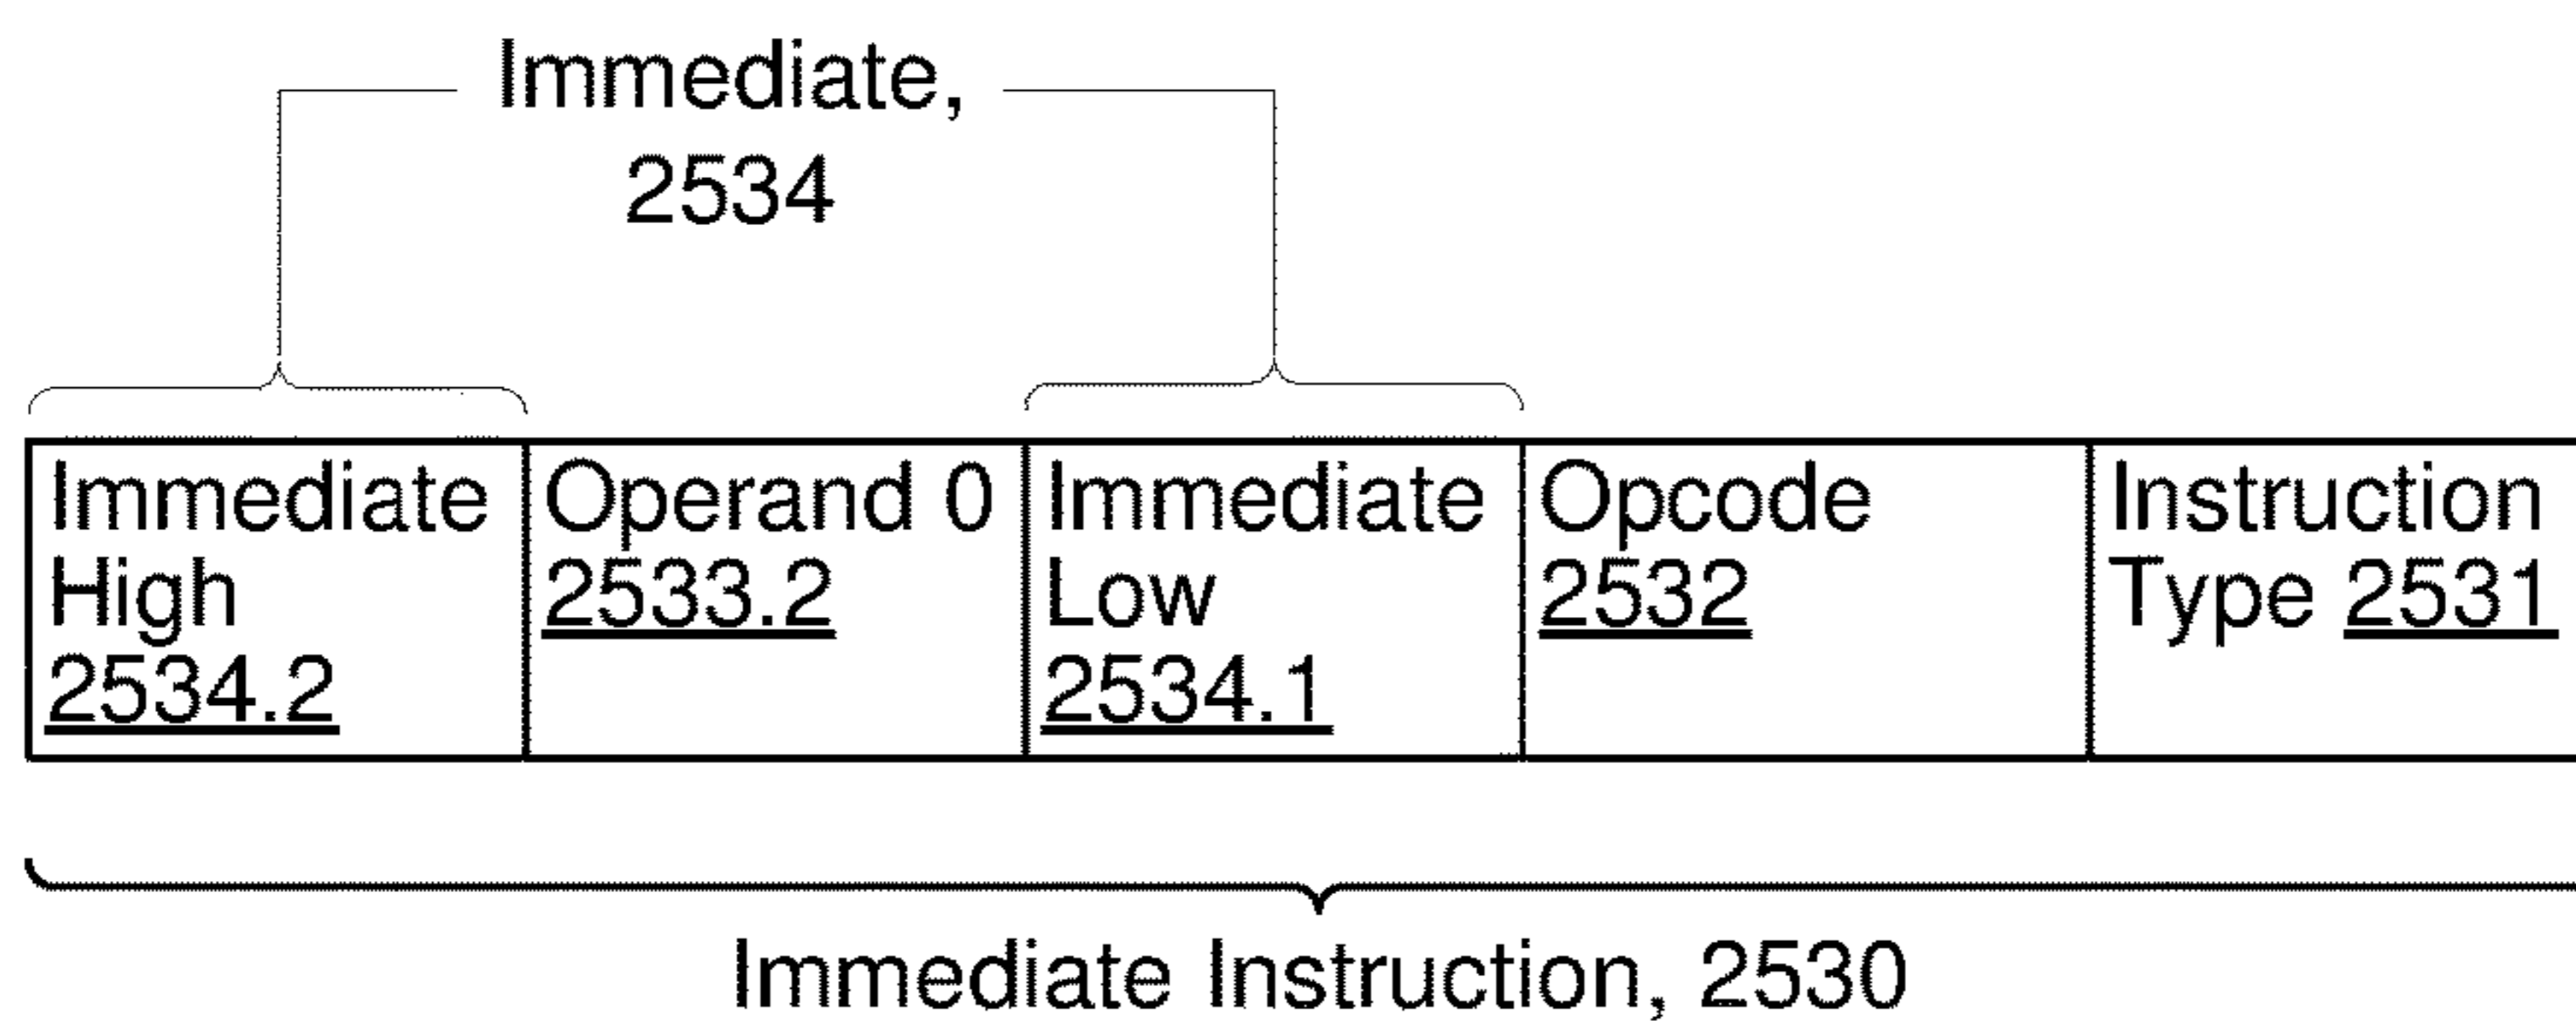 Immediate,
2534
Immediate
High
2534.2
Operand 0
2533.2
Immediate
Low
2534.1
Opcode
2532
Instruction
Type 2531
Immediate Instruction, 2530